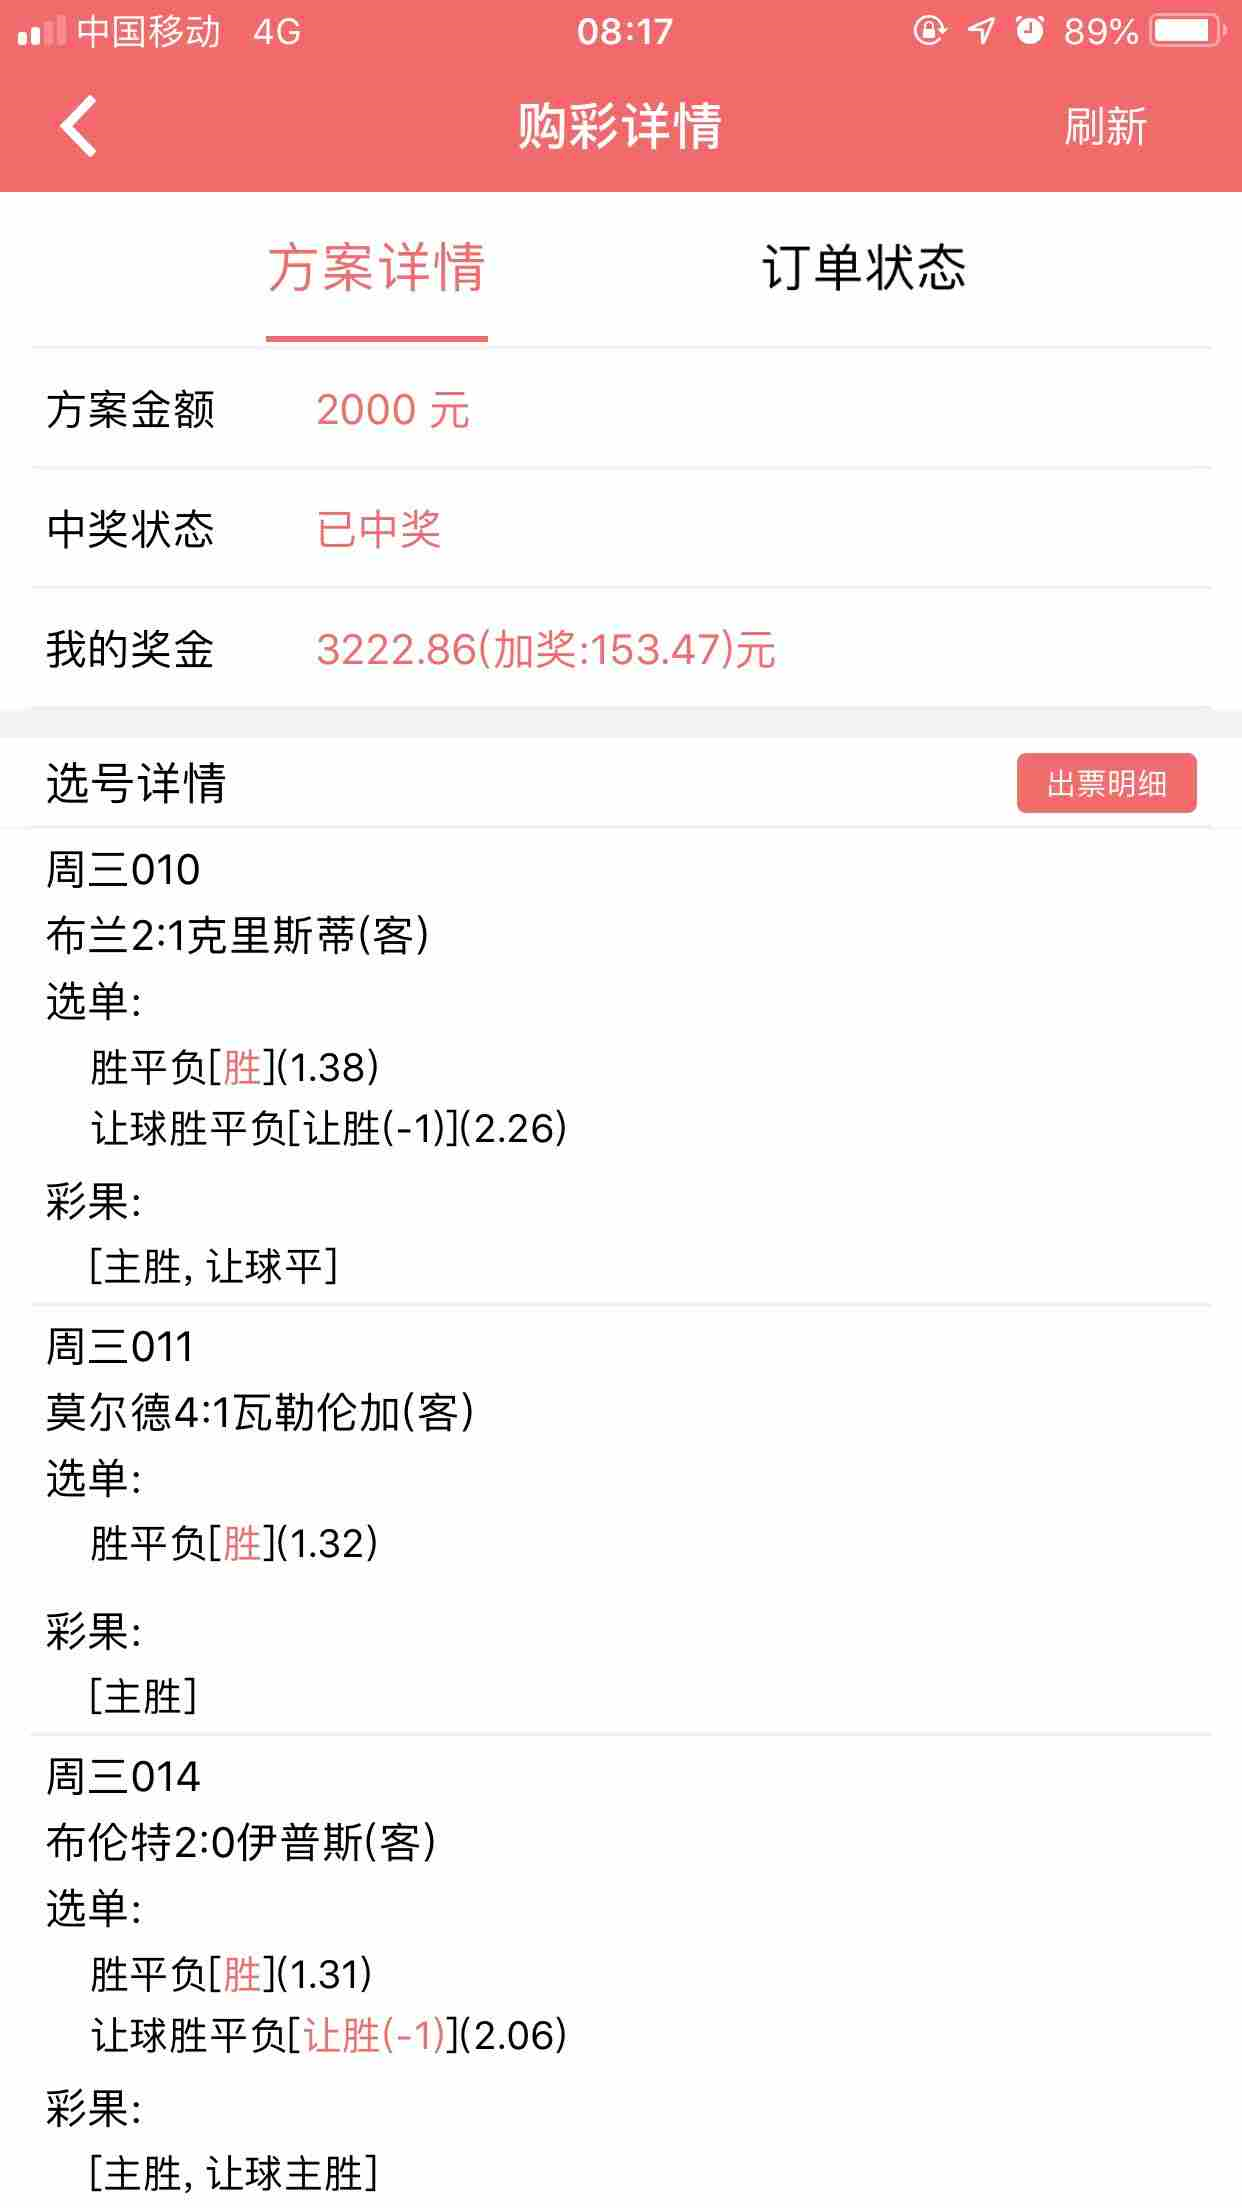 中国移动 4G 08:17 89%
购彩详情 刷新
方案详情 订单状态
方案金额 2000 元
中奖状态 已中奖
我的奖金 3222.86(加奖:153.47)元
选号详情 出票明细
周三010
布兰2:1克里斯蒂(客)
选单:
胜平负[胜](1.38)
让球胜平负[让胜(-1)](2.26)
彩果:
[主胜, 让球平]
周三011
莫尔德4:1瓦勒伦加(客)
选单:
胜平负[胜](1.32)
彩果:
[主胜]
周三014
布伦特2:0伊普斯(客)
选单:
胜平负[胜](1.31)
让球胜平负[让胜(-1)](2.06)
彩果:
[主胜, 让球主胜]